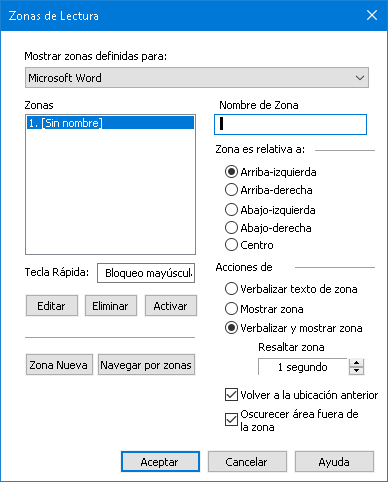 Zonas de Lectura
Mostrar zonas definidas para:
Microsoft Word
Zonas
1. [Sin nombre]
Tecla Rápida:
Bloqueo mayúscul
Editar
Eliminar
Activar
Zona Nueva
Navegar por zonas
Nombre de Zona
Zona es relativa a:
Arriba-izquierda
Arriba-derecha
Abajo-izquierda
Abajo-derecha
Centro
Acciones de
Verbalizar texto de zona
Mostrar zona
Verbalizar y mostrar zona
Resaltar zona
1 segundo
Volver a la ubicación anterior
Oscurecer área fuera de
la zona
Aceptar
Cancelar
Ayuda